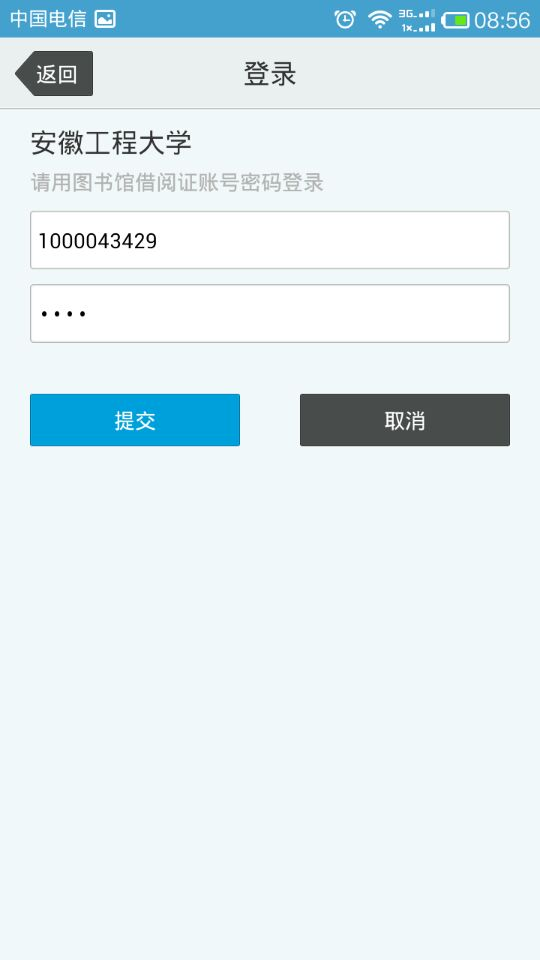 中国电信 3G 1x 08:56
返回 登录
安徽工程大学
请用图书馆借阅证账号密码登录
1000043429
••••
提交 取消